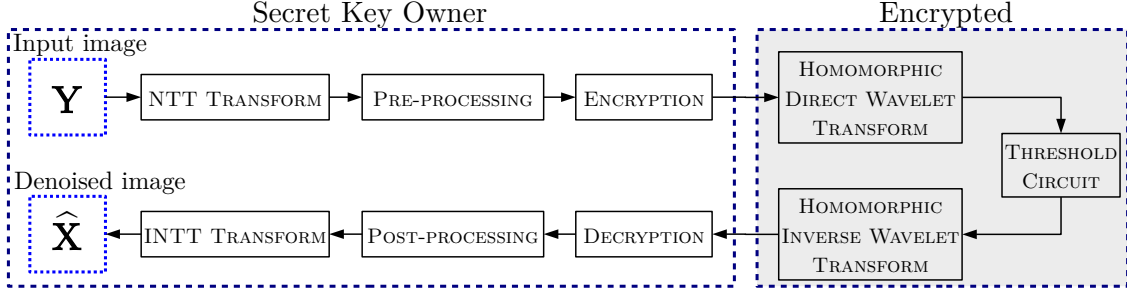 Secret Key Owner
Encrypted
Input image
Y
NTT Transform
Pre-processing
Encryption
Homomorphic
Direct Wavelet
Transform
Threshold
Circuit
Denoised image
X̂
INTT Transform
Post-processing
Decryption
Homomorphic
Inverse Wavelet
Transform